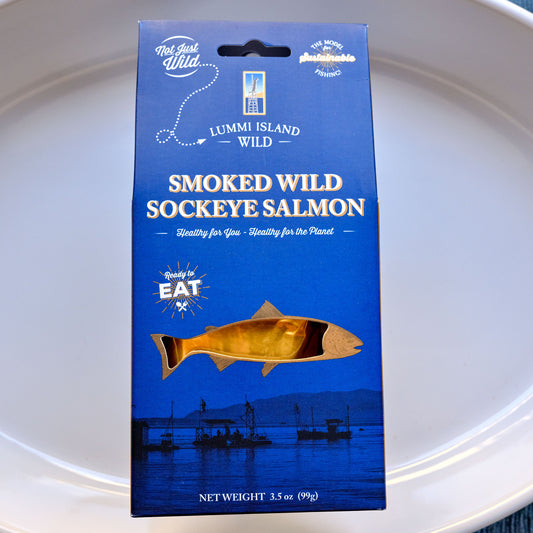 Not Just
Wild
THE MODEL
for
Sustainable
FISHING!
LUMMI ISLAND
WILD
SMOKED WILD
SOCKEYE SALMON
Healthy for You - Healthy for the Planet
Ready to
EAT
NET WEIGHT 3.5 oz (99g)